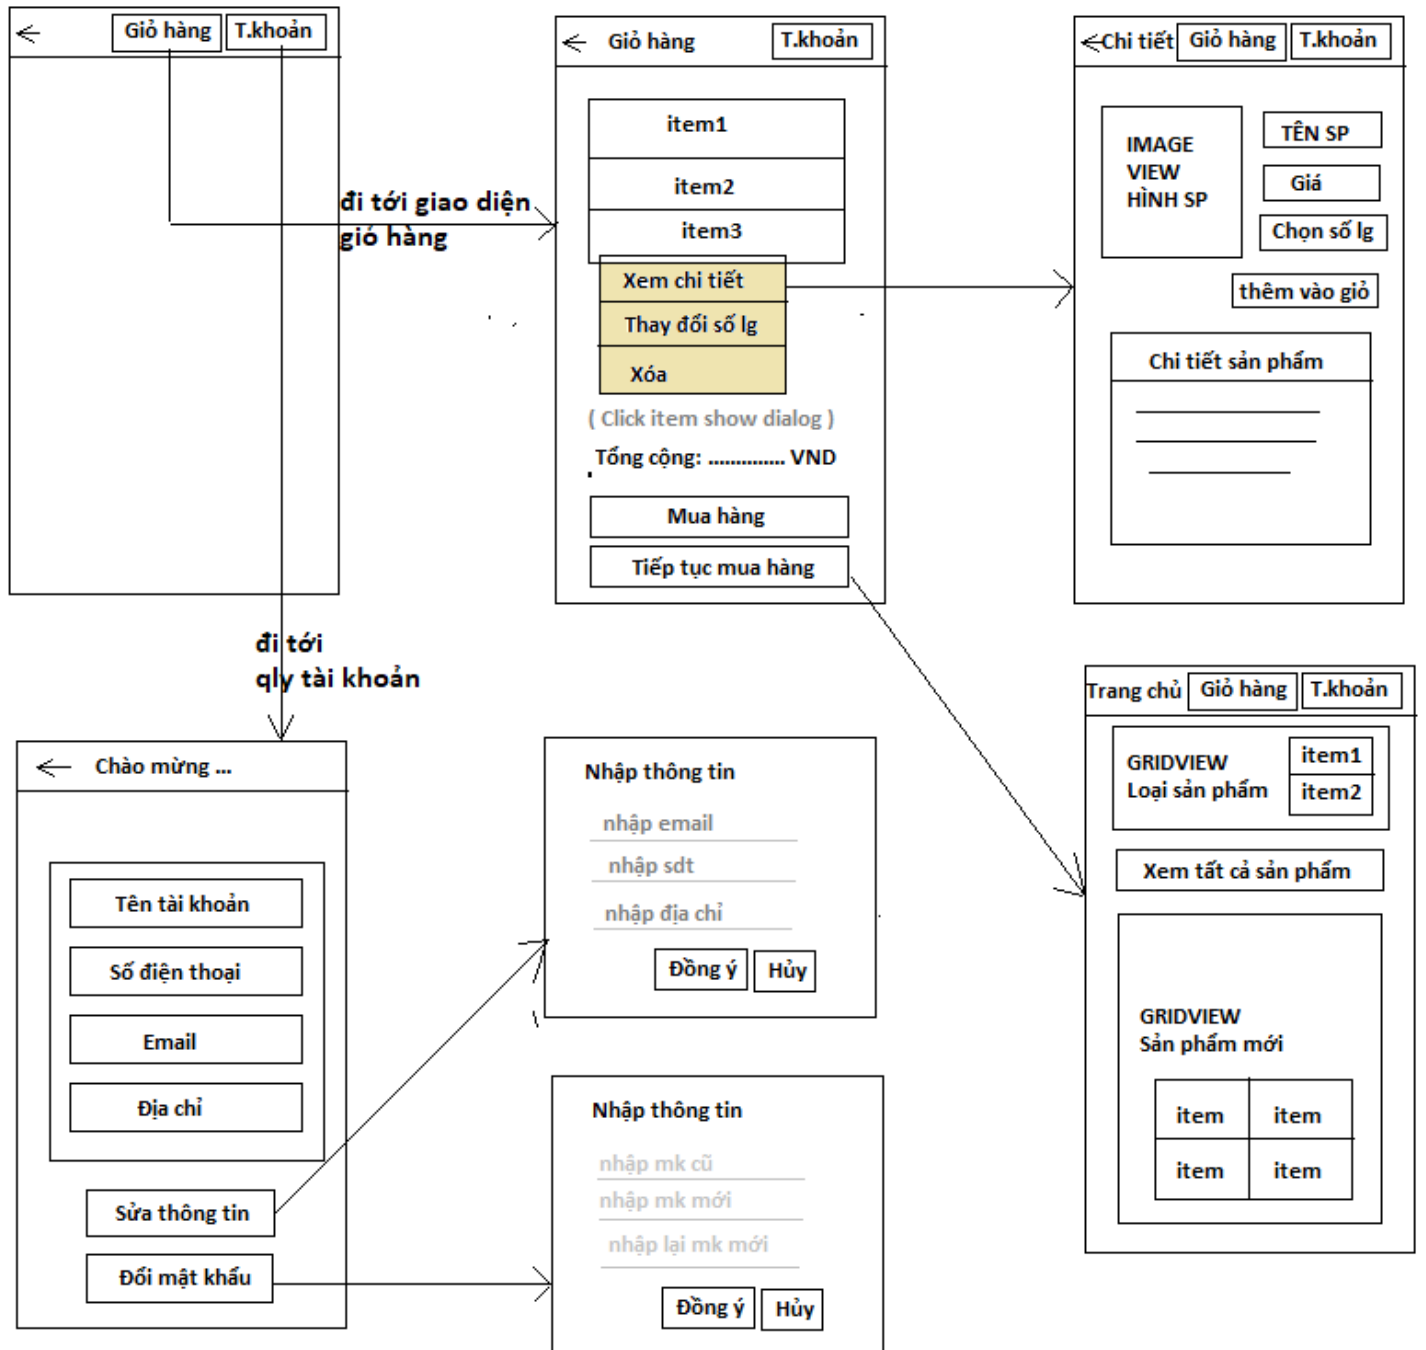 Giỏ hàng
T.khoản
đi tới giao diện
giỏ hàng
đi tới
qly tài khoản
Giỏ hàng
T.khoản
item1
item2
item3
Xem chi tiết
Thay đổi số lg
Xóa
( Click item show dialog )
Tổng cộng: .............. VND
Mua hàng
Tiếp tục mua hàng
Chi tiết
Giỏ hàng
T.khoản
IMAGE
VIEW
HÌNH SP
TÊN SP
Giá
Chọn số lg
thêm vào giỏ
Chi tiết sản phẩm
Trang chủ
Giỏ hàng
T.khoản
GRIDVIEW
Loại sản phẩm
item1
item2
Xem tất cả sản phẩm
GRIDVIEW
Sản phẩm mới
item
item
item
item
Chào mừng ...
Tên tài khoản
Số điện thoại
Email
Địa chỉ
Sửa thông tin
Đổi mật khẩu
Nhập thông tin
nhập email
nhập sdt
nhập địa chỉ
Đồng ý
Hủy
Nhập thông tin
nhập mk cũ
nhập mk mới
nhập lại mk mới
Đồng ý
Hủy